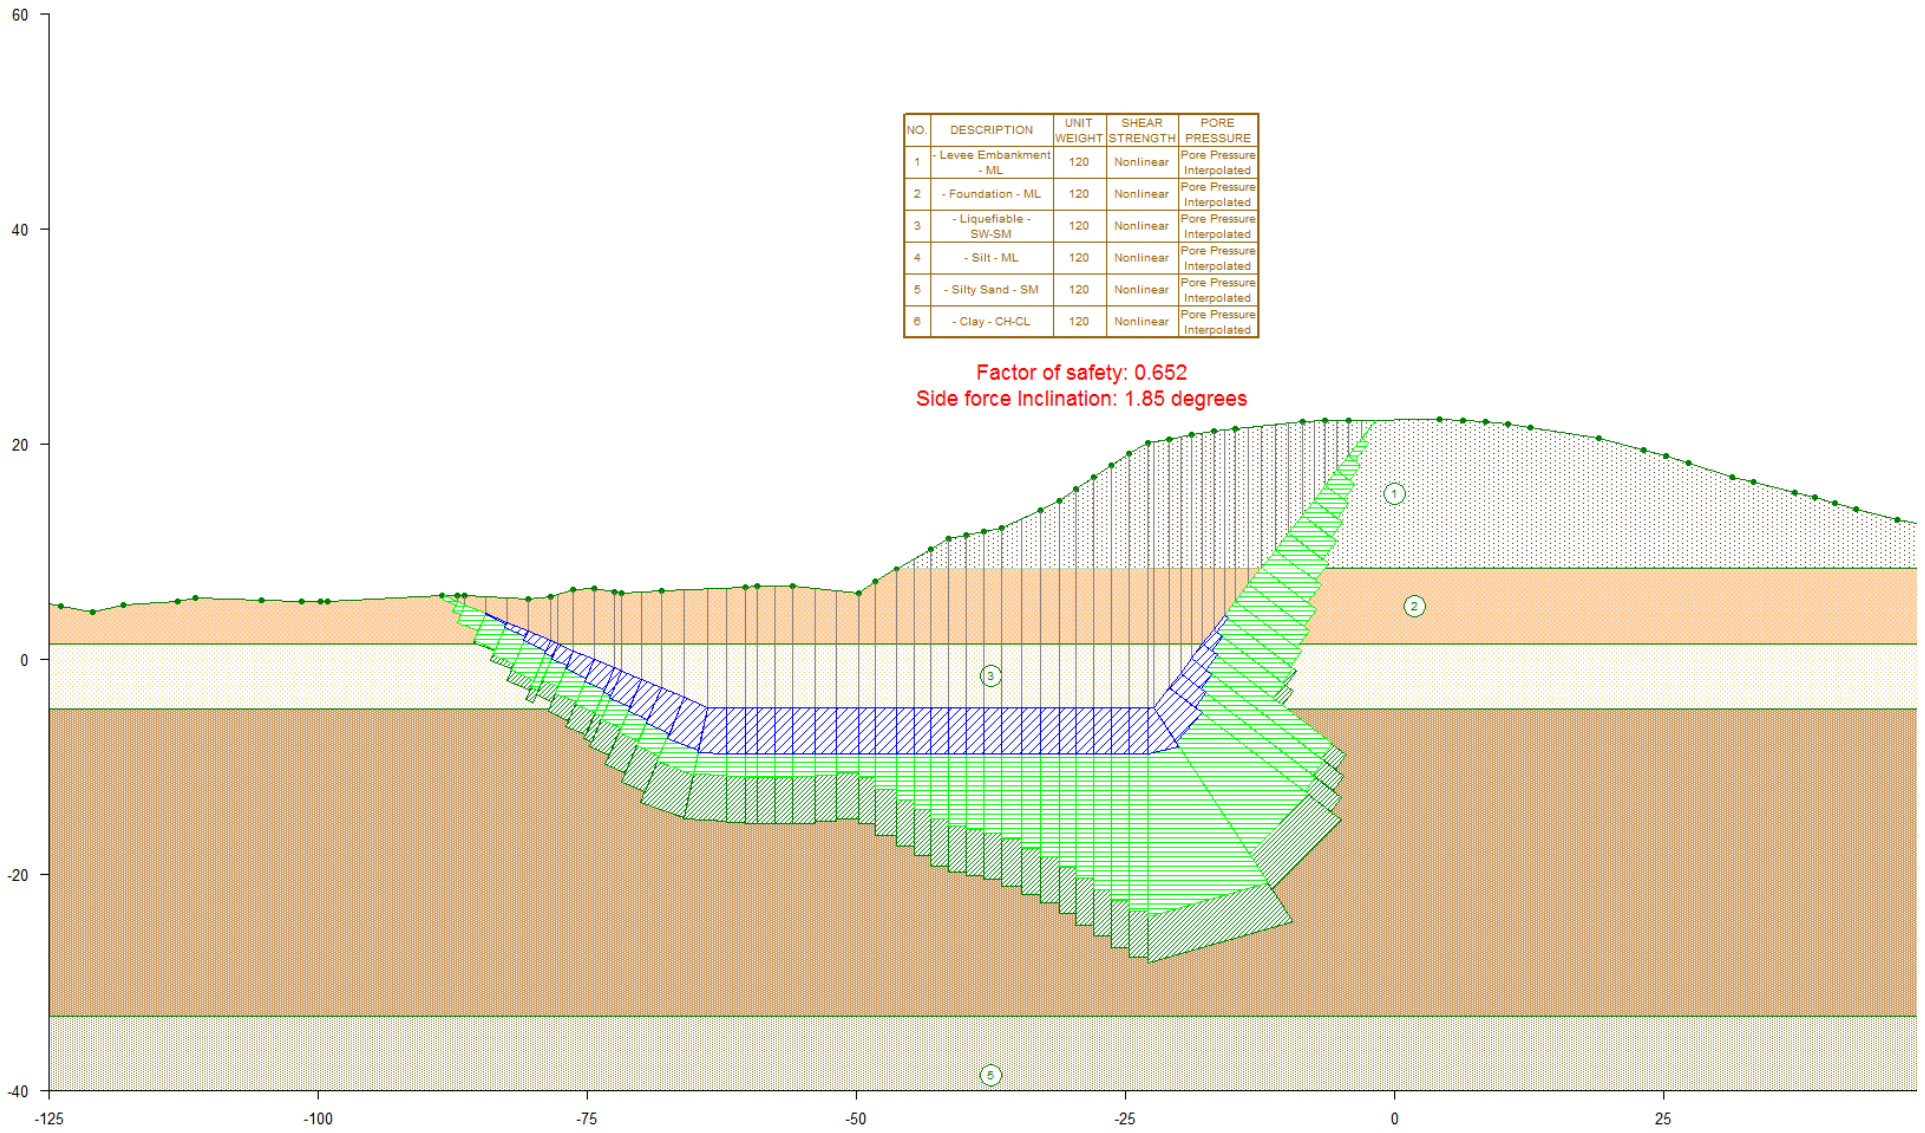 60
NO. DESCRIPTION UNIT WEIGHT SHEAR STRENGTH PORE PRESSURE
1 - Levee Embankment - ML 120 Nonlinear Pore Pressure Interpolated
2 - Foundation - ML 120 Nonlinear Pore Pressure Interpolated
3 - Liquefiable - SW-SM 120 Nonlinear Pore Pressure Interpolated
4 - Silt - ML 120 Nonlinear Pore Pressure Interpolated
5 - Silty Sand - SM 120 Nonlinear Pore Pressure Interpolated
6 - Clay - CH-CL 120 Nonlinear Pore Pressure Interpolated
40
Factor of safety: 0.652
Side force Inclination: 1.85 degrees
20
1
2
0
3
-20
5
-40
-125 -100 -75 -50 -25 0 25